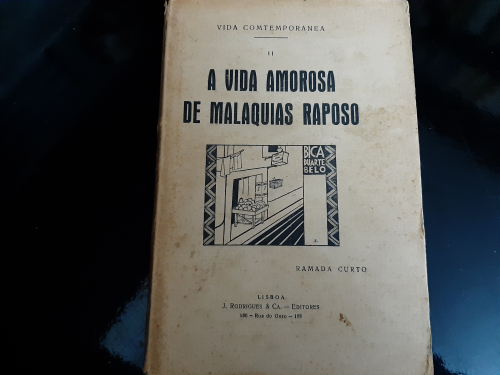 VIDA COMTEMPORANEA
II
A VIDA AMOROSA
DE MALAQUIAS RAPOSO
BICA
DUARTE
BELO
RAMADA CURTO
LISBOA
J. RODRIGUES & CA. — EDITORES
186 — Rua do Ouro — 188